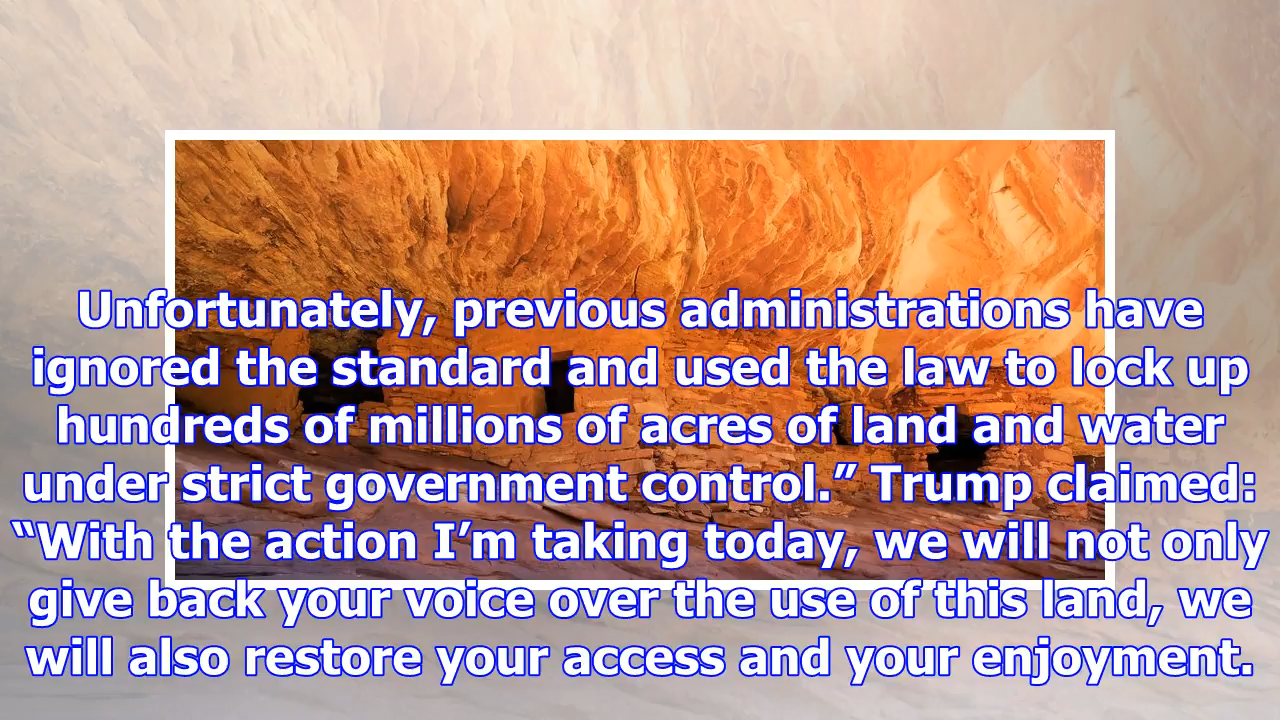 Unfortunately, previous administrations have
ignored the standard and used the law to lock up
hundreds of millions of acres of land and water
under strict government control.” Trump claimed:
“With the action I’m taking today, we will not only
give back your voice over the use of this land, we
will also restore your access and your enjoyment.